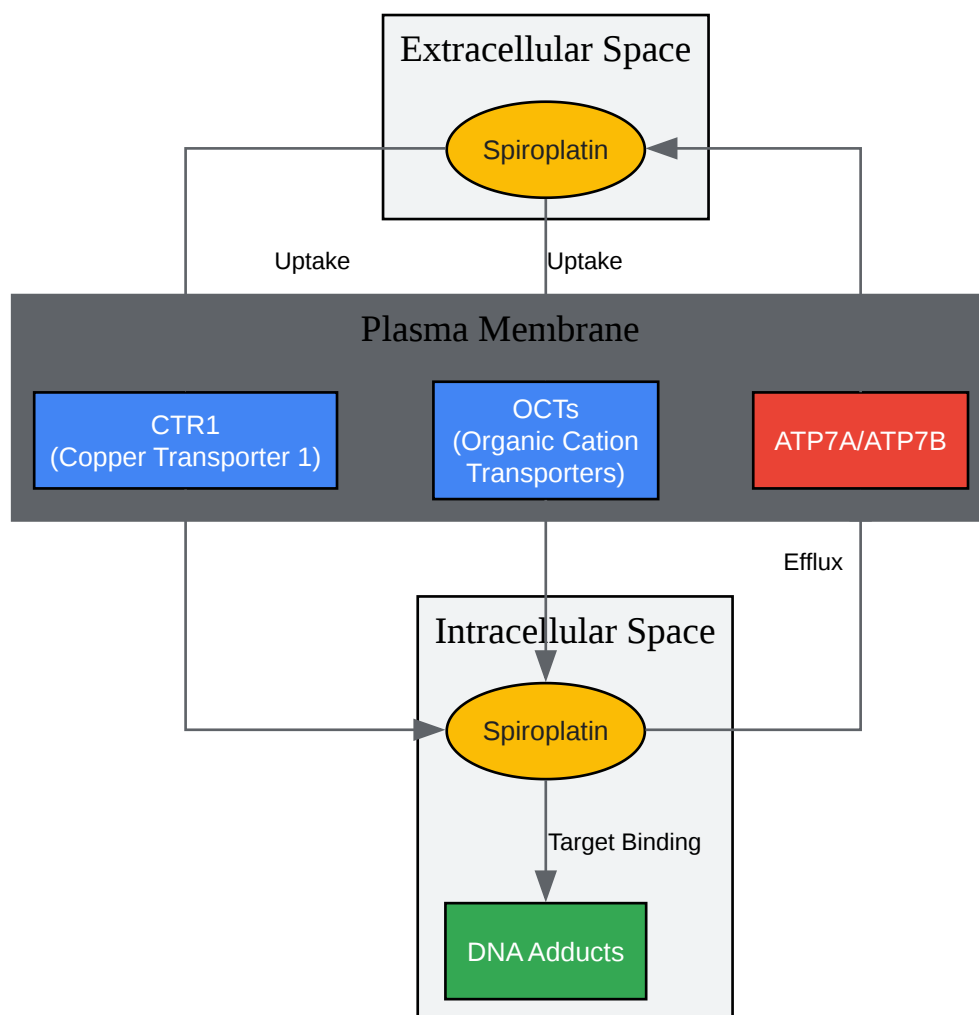 Extracellular Space
Spiroplatin
Uptake
Uptake
Plasma Membrane
CTR1
(Copper Transporter 1)
OCTs
(Organic Cation
Transporters)
ATP7A/ATP7B
Efflux
Intracellular Space
Spiroplatin
Target Binding
DNA Adducts